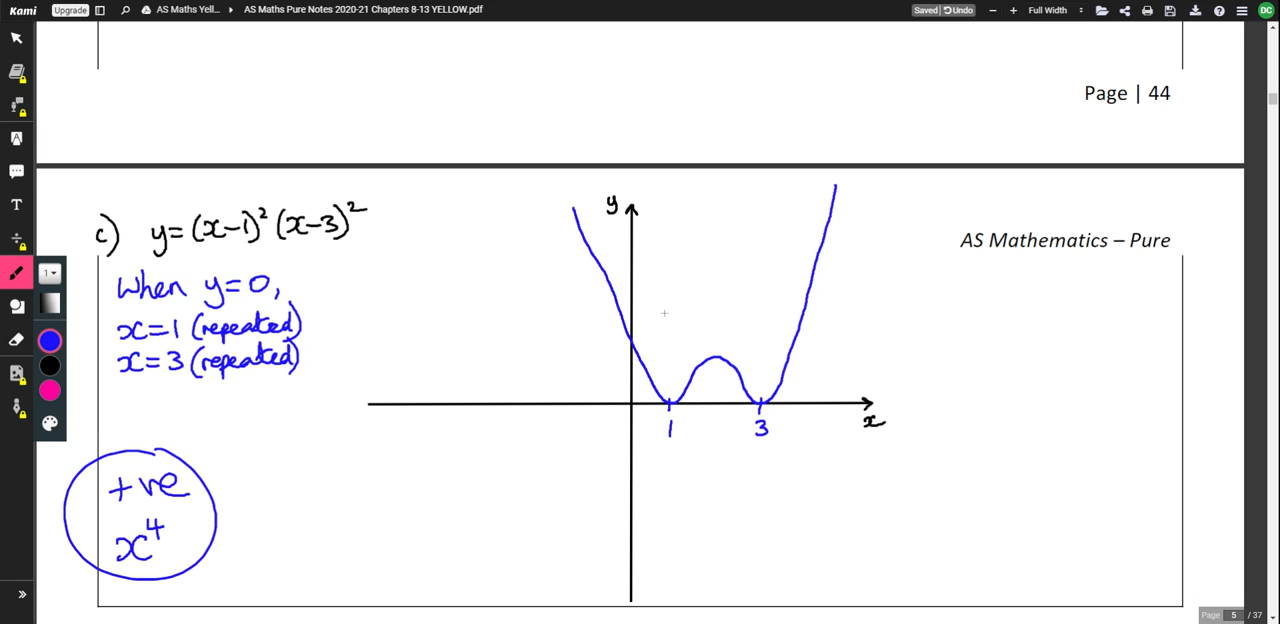 Kami
Upgrade
AS Maths Yell...
AS Maths Pure Notes 2020-21 Chapters 8-13 YELLOW.pdf
Saved
Undo
Full Width
DC
Page | 44
c) y=(x-1)² (x-3)²
y
AS Mathematics – Pure
When y=0,
x=1 (repeated)
x=3 (repeated)
1
3
x
+ve
x⁴
A
T
1
Page 5 / 37